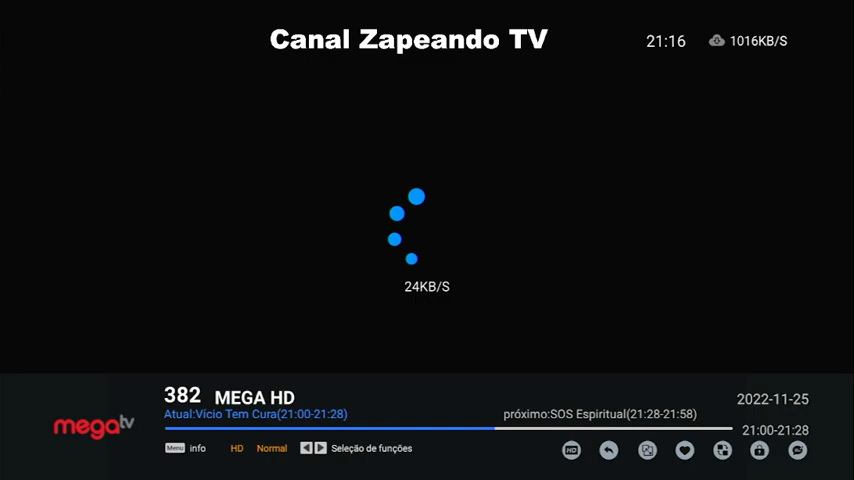 Canal Zapeando TV
21:16
1016KB/S
24KB/S
382 MEGA HD
2022-11-25
Atual:Vício Tem Cura(21:00-21:28)
próximo:SOS Espiritual(21:28-21:58)
megatv
21:00-21:28
Menu info HD Normal Seleção de funções
HD